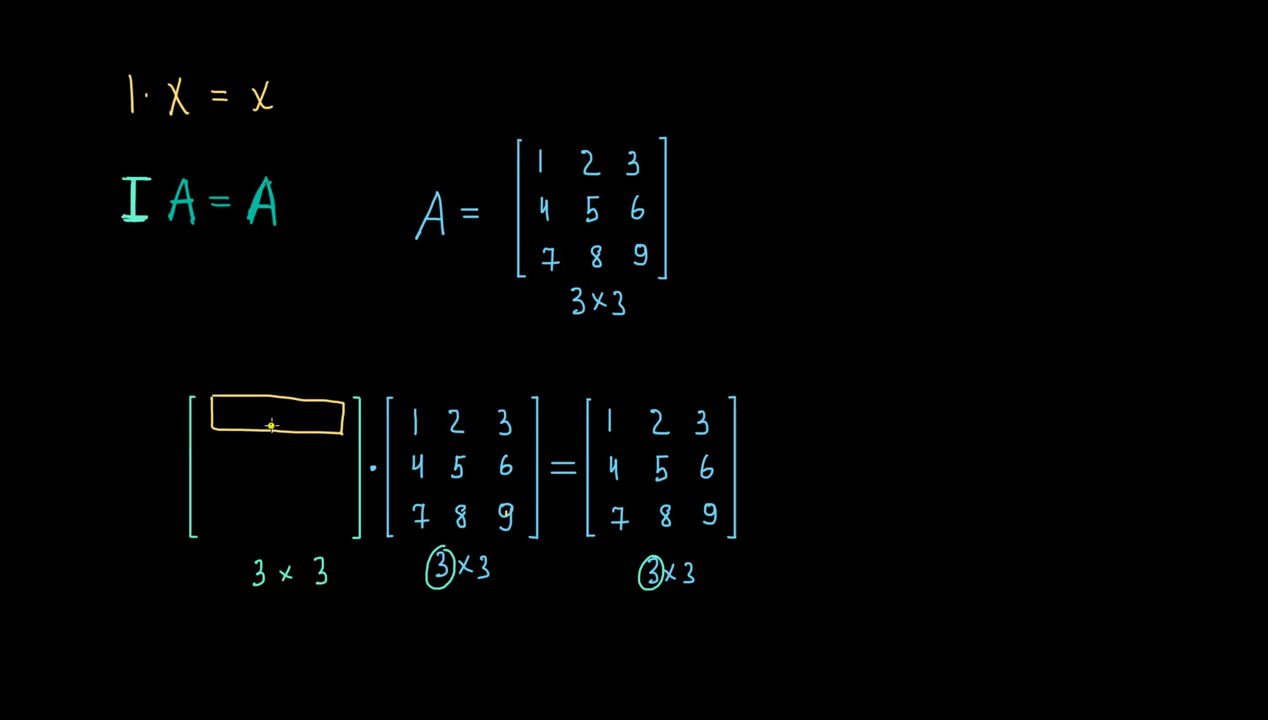 1 · x = x
I A = A
A = [ 1 2 3
4 5 6
7 8 9 ]
3 x 3
[ ] · [ 1 2 3 = [ 1 2 3
4 5 6 4 5 6
7 8 9 ] 7 8 9 ]
3 x 3 3 x 3 3 x 3